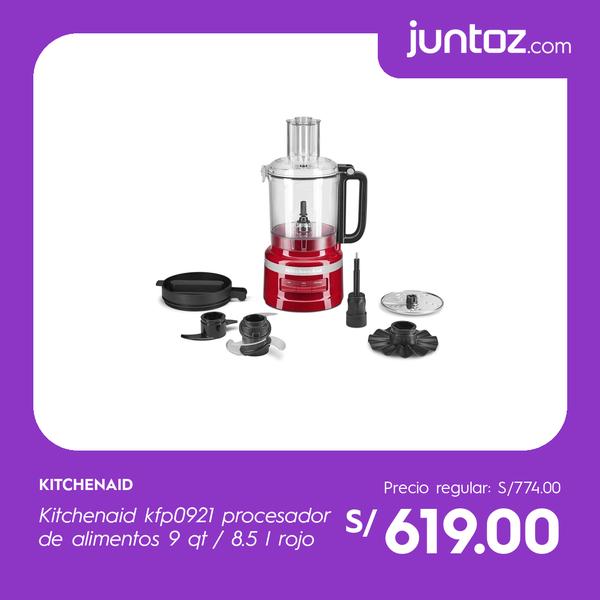 juntoz.com
KITCHENAID
Kitchenaid kfp0921 procesador
de alimentos 9 qt / 8.5 l rojo
Precio regular: S/774.00
S/ 619.00